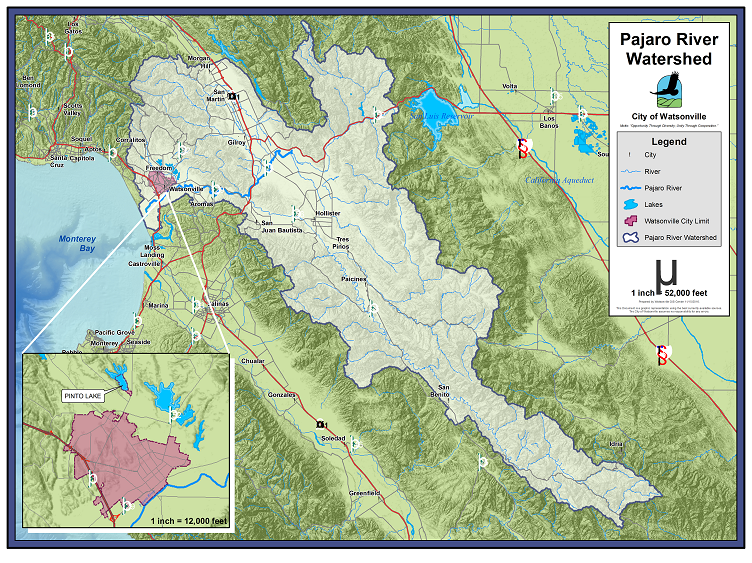 Pajaro River
Watershed
City of Watsonville
Legend
City
River
Pajaro River
Lakes
Watsonville City Limit
Pajaro River Watershed
µ
1 inch = 52,000 feet
Los
Gatos
Ben
Lomond
Scotts
Valley
Soquel
Aptos
Santa
Cruz
Capitola
Corralitos
Freedom
Watsonville
Aromas
Morgan
Hill
San
Martin
Gilroy
San
Juan Bautista
Hollister
Tres
Pinos
Paicines
San
Benito
Idria
Volta
Los
Banos
San Luis Reservoir
California Aqueduct
Monterey
Bay
Moss
Landing
Castroville
Marina
Pacific Grove
Monterey
Seaside
Chualar
Gonzales
Soledad
Greenfield
PINTO LAKE
1 inch = 12,000 feet